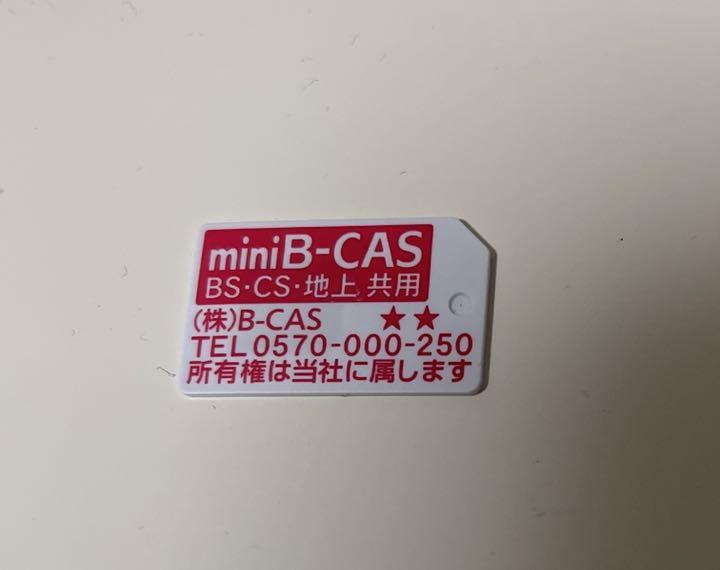 miniB-CAS
BS・CS・地上 共用
(株)B-CAS ★★
TEL 0570-000-250
所有権は当社に属します